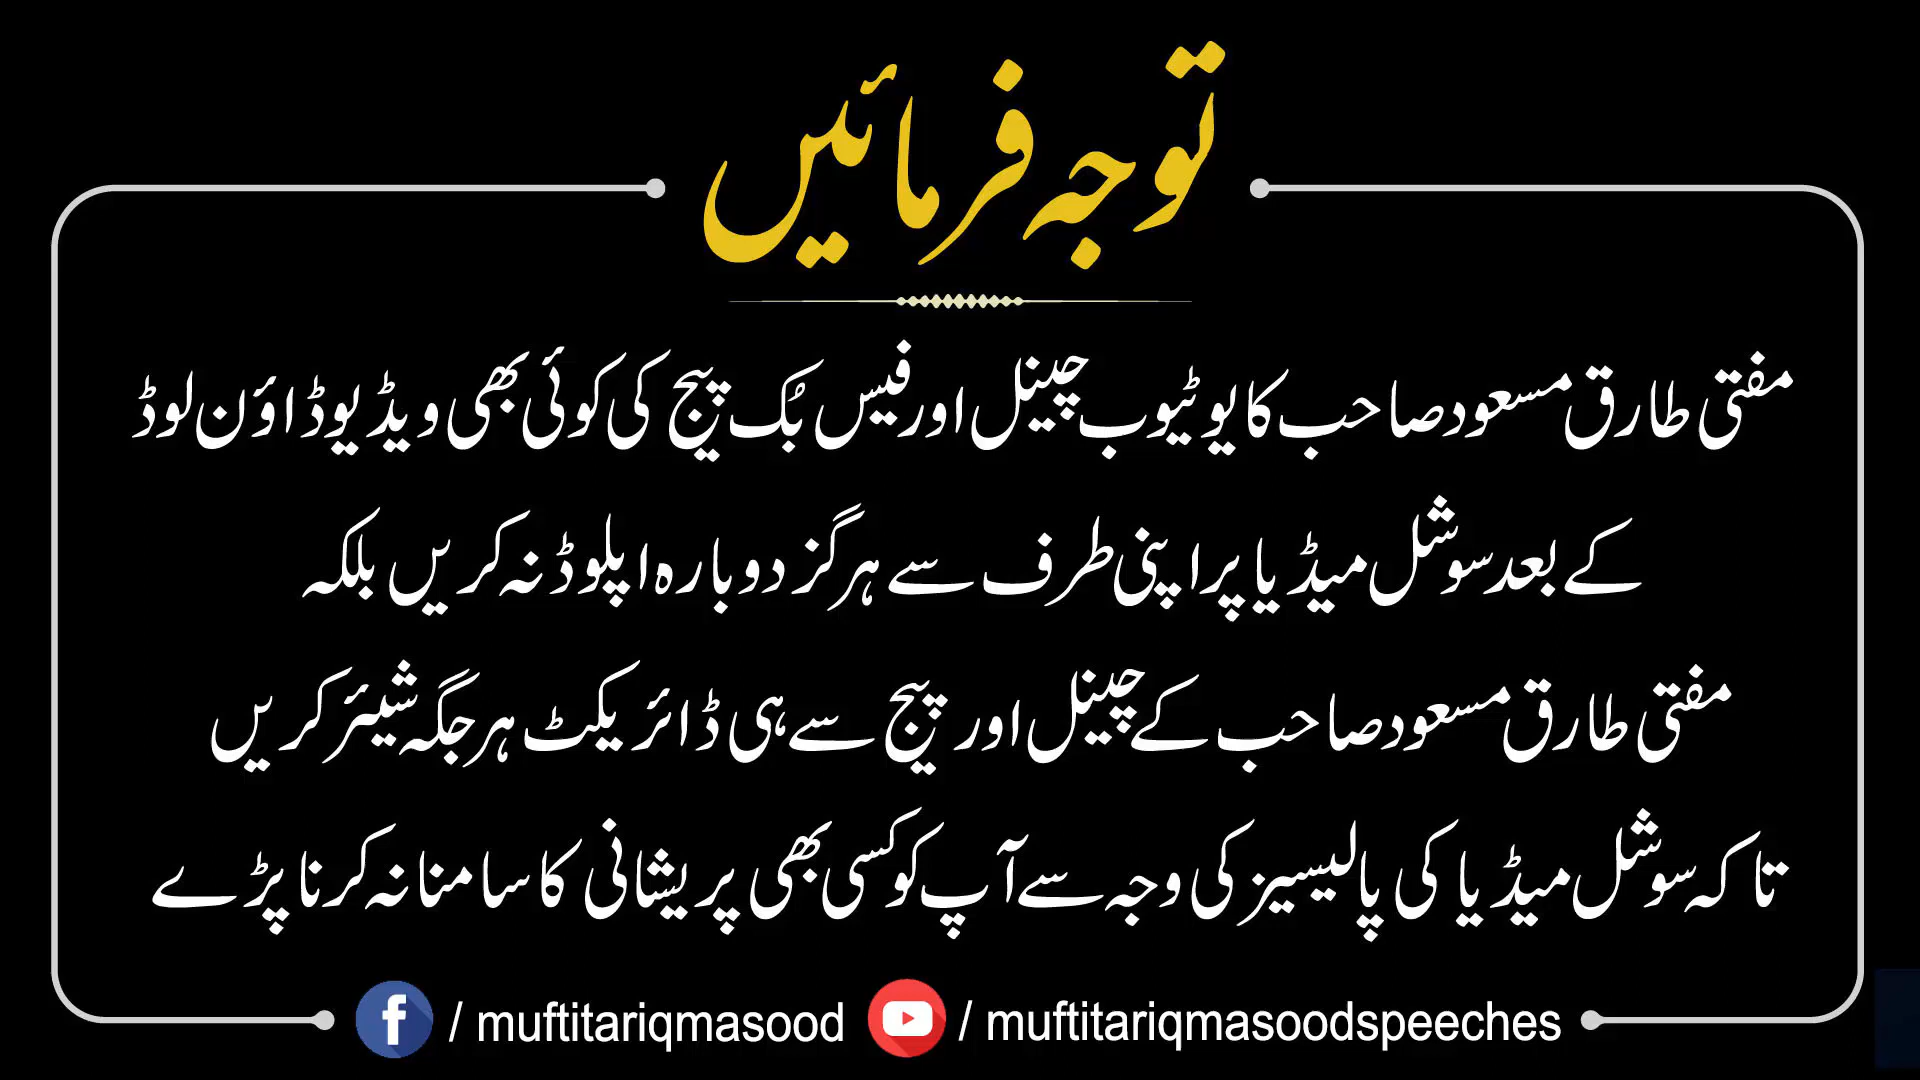 توجہ فرمائیں
مفتی طارق مسعود صاحب کا یوٹیوب چینل اور فیس بُک پیج کی کوئی بھی ویڈیو ڈاؤن لوڈ
کے بعد سوشل میڈیا پر اپنی طرف سے ہرگز دوبارہ اپلوڈ نہ کریں بلکہ
مفتی طارق مسعود صاحب کے چینل اور پیج سے ہی ڈائریکٹ ہر جگہ شیئر کریں
تاکہ سوشل میڈیا کی پالیسیز کی وجہ سے آپ کو کسی بھی پریشانی کا سامنا نہ کرنا پڑے
/ muftitariqmasood / muftitariqmasoodspeeches